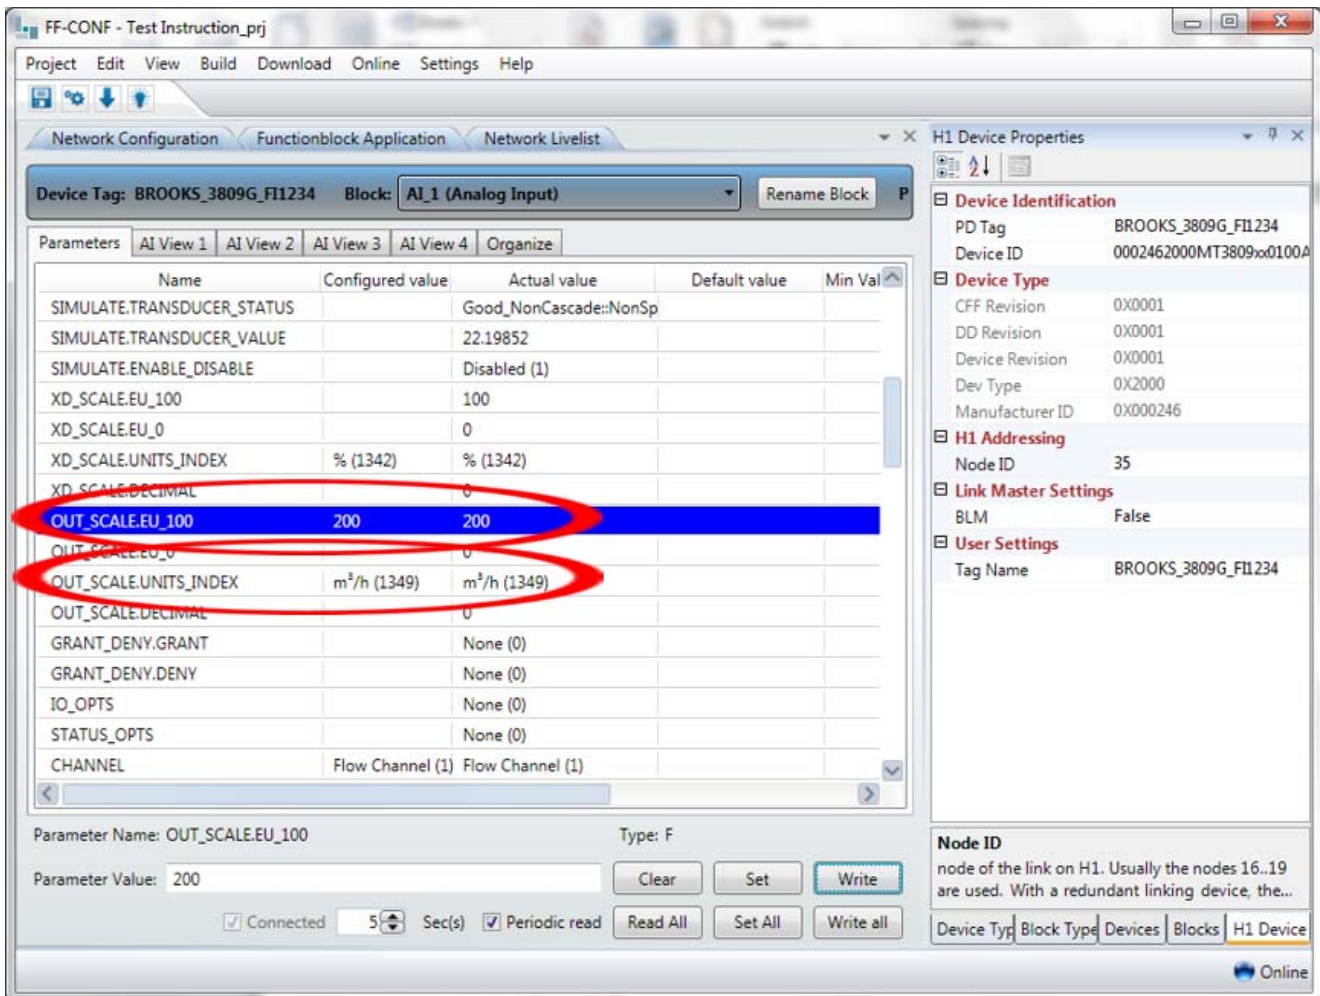 FF-CONF - Test Instruction_prj
Project Edit View Build Download Online Settings Help
Network Configuration Functionblock Application Network Livelist
Device Tag: BROOKS_3809G_FI1234 Block: AI_1 (Analog Input) Rename Block P
Parameters AI View 1 AI View 2 AI View 3 AI View 4 Organize
Name Configured value Actual value Default value Min Val
SIMULATE.TRANSDUCER_STATUS Good_NonCascade::NonSp
SIMULATE.TRANSDUCER_VALUE 22.19852
SIMULATE.ENABLE_DISABLE Disabled (1)
XD_SCALE.EU_100 100
XD_SCALE.EU_0 0
XD_SCALE.UNITS_INDEX % (1342) % (1342)
XD_SCALE.DECIMAL 0
OUT_SCALE.EU_100 200 200
OUT_SCALE.EU_0 0
OUT_SCALE.UNITS_INDEX m³/h (1349) m³/h (1349)
OUT_SCALE.DECIMAL 0
GRANT_DENY.GRANT None (0)
GRANT_DENY.DENY None (0)
IO_OPTS None (0)
STATUS_OPTS None (0)
CHANNEL Flow Channel (1) Flow Channel (1)
Parameter Name: OUT_SCALE.EU_100 Type: F
Parameter Value: 200 Clear Set Write
Connected 5 Sec(s) Periodic read Read All Set All Write all
H1 Device Properties
Device Identification
PD Tag BROOKS_3809G_FI1234
Device ID 0002462000MT3809xx0100A
Device Type
CFF Revision 0X0001
DD Revision 0X0001
Device Revision 0X0001
Dev Type 0X2000
Manufacturer ID 0X000246
H1 Addressing
Node ID 35
Link Master Settings
BLM False
User Settings
Tag Name BROOKS_3809G_FI1234
Node ID
node of the link on H1. Usually the nodes 16..19
are used. With a redundant linking device, the...
Device Typ Block Type Devices Blocks H1 Device
Online